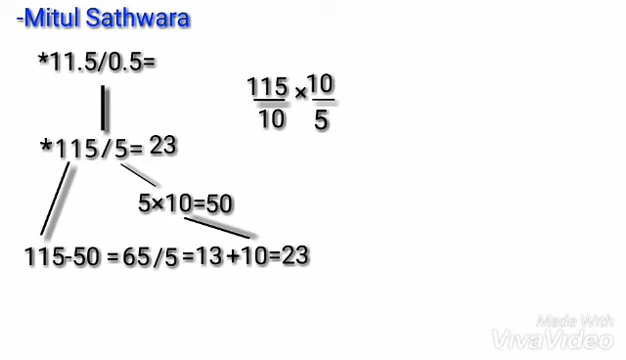 -Mitul Sathwara
*11.5/0.5=
115/10 × 10/5
*115/5= 23
5×10=50
115-50 =65/5=13+10=23
Made With
VivaVideo